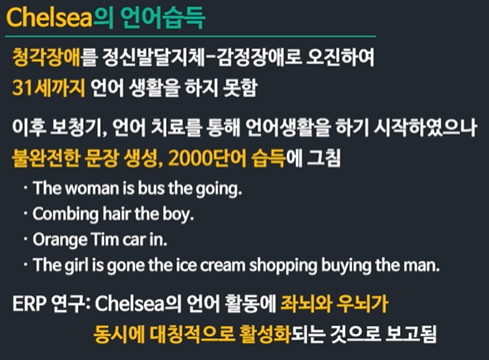 Chelsea의 언어습득
청각장애를 정신발달지체-감정장애로 오진하여
31세까지 언어 생활을 하지 못함
이후 보청기, 언어 치료를 통해 언어생활을 하기 시작하였으나
불완전한 문장 생성, 2000단어 습득에 그침
· The woman is bus the going.
· Combing hair the boy.
· Orange Tim car in.
· The girl is gone the ice cream shopping buying the man.
ERP 연구: Chelsea의 언어 활동에 좌뇌와 우뇌가
동시에 대칭적으로 활성화되는 것으로 보고됨